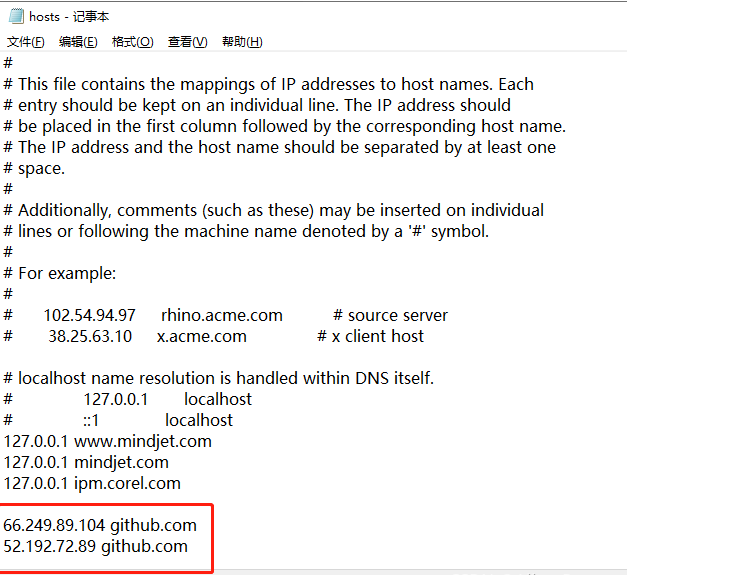 hosts - 记事本
文件(F) 编辑(E) 格式(O) 查看(V) 帮助(H)
#
# This file contains the mappings of IP addresses to host names. Each
# entry should be kept on an individual line. The IP address should
# be placed in the first column followed by the corresponding host name.
# The IP address and the host name should be separated by at least one
# space.
#
# Additionally, comments (such as these) may be inserted on individual
# lines or following the machine name denoted by a '#' symbol.
#
# For example:
#
# 102.54.94.97 rhino.acme.com # source server
# 38.25.63.10 x.acme.com # x client host
# localhost name resolution is handled within DNS itself.
# 127.0.0.1 localhost
# ::1 localhost
127.0.0.1 www.mindjet.com
127.0.0.1 mindjet.com
127.0.0.1 ipm.corel.com
66.249.89.104 github.com
52.192.72.89 github.com